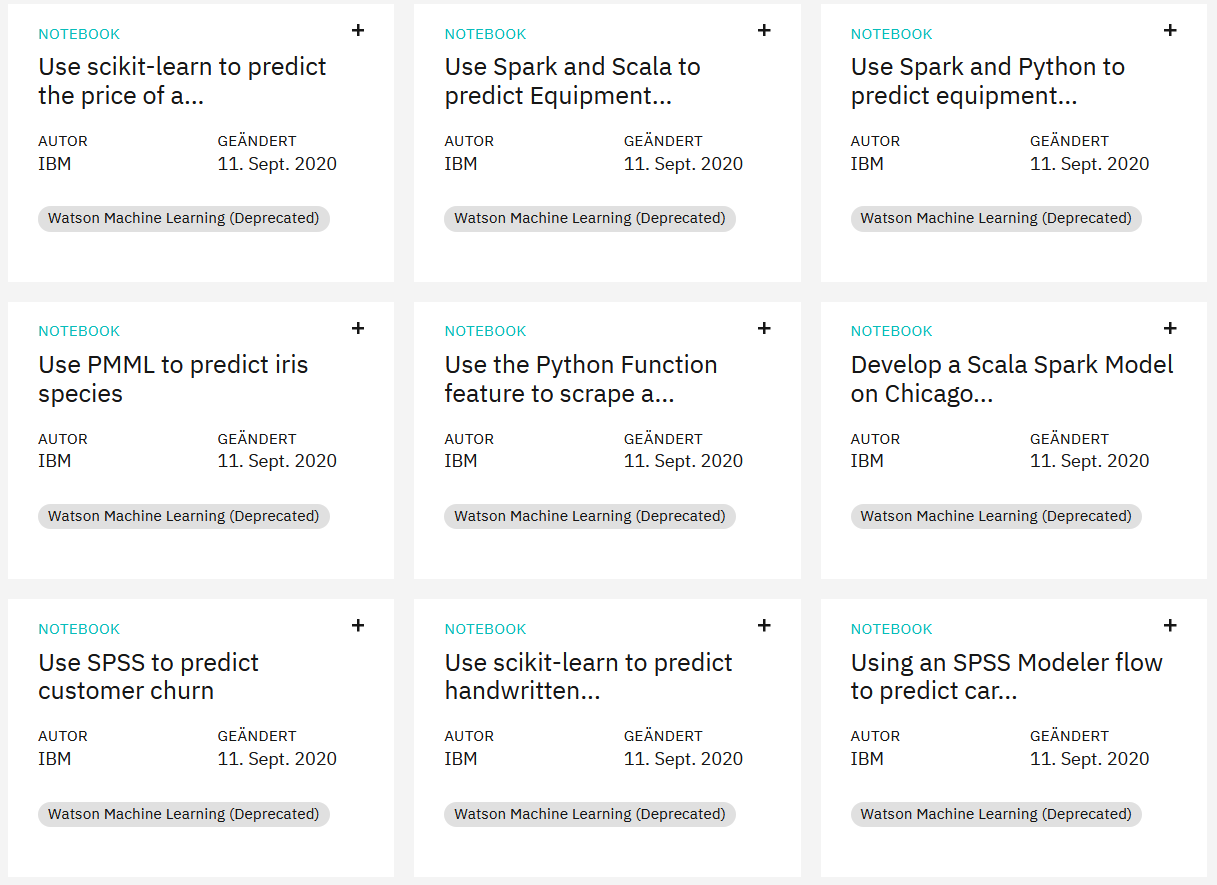 NOTEBOOK
+
Use scikit-learn to predict
the price of a...
AUTOR
GEÄNDERT
IBM
11. Sept. 2020
Watson Machine Learning (Deprecated)
NOTEBOOK
+
Use Spark and Scala to
predict Equipment...
AUTOR
GEÄNDERT
IBM
11. Sept. 2020
Watson Machine Learning (Deprecated)
NOTEBOOK
+
Use Spark and Python to
predict equipment...
AUTOR
GEÄNDERT
IBM
11. Sept. 2020
Watson Machine Learning (Deprecated)
NOTEBOOK
+
Use PMML to predict iris
species
AUTOR
GEÄNDERT
IBM
11. Sept. 2020
Watson Machine Learning (Deprecated)
NOTEBOOK
+
Use the Python Function
feature to scrape a...
AUTOR
GEÄNDERT
IBM
11. Sept. 2020
Watson Machine Learning (Deprecated)
NOTEBOOK
+
Develop a Scala Spark Model
on Chicago...
AUTOR
GEÄNDERT
IBM
11. Sept. 2020
Watson Machine Learning (Deprecated)
NOTEBOOK
+
Use SPSS to predict
customer churn
AUTOR
GEÄNDERT
IBM
11. Sept. 2020
Watson Machine Learning (Deprecated)
NOTEBOOK
+
Use scikit-learn to predict
handwritten...
AUTOR
GEÄNDERT
IBM
11. Sept. 2020
Watson Machine Learning (Deprecated)
NOTEBOOK
+
Using an SPSS Modeler flow
to predict car...
AUTOR
GEÄNDERT
IBM
11. Sept. 2020
Watson Machine Learning (Deprecated)